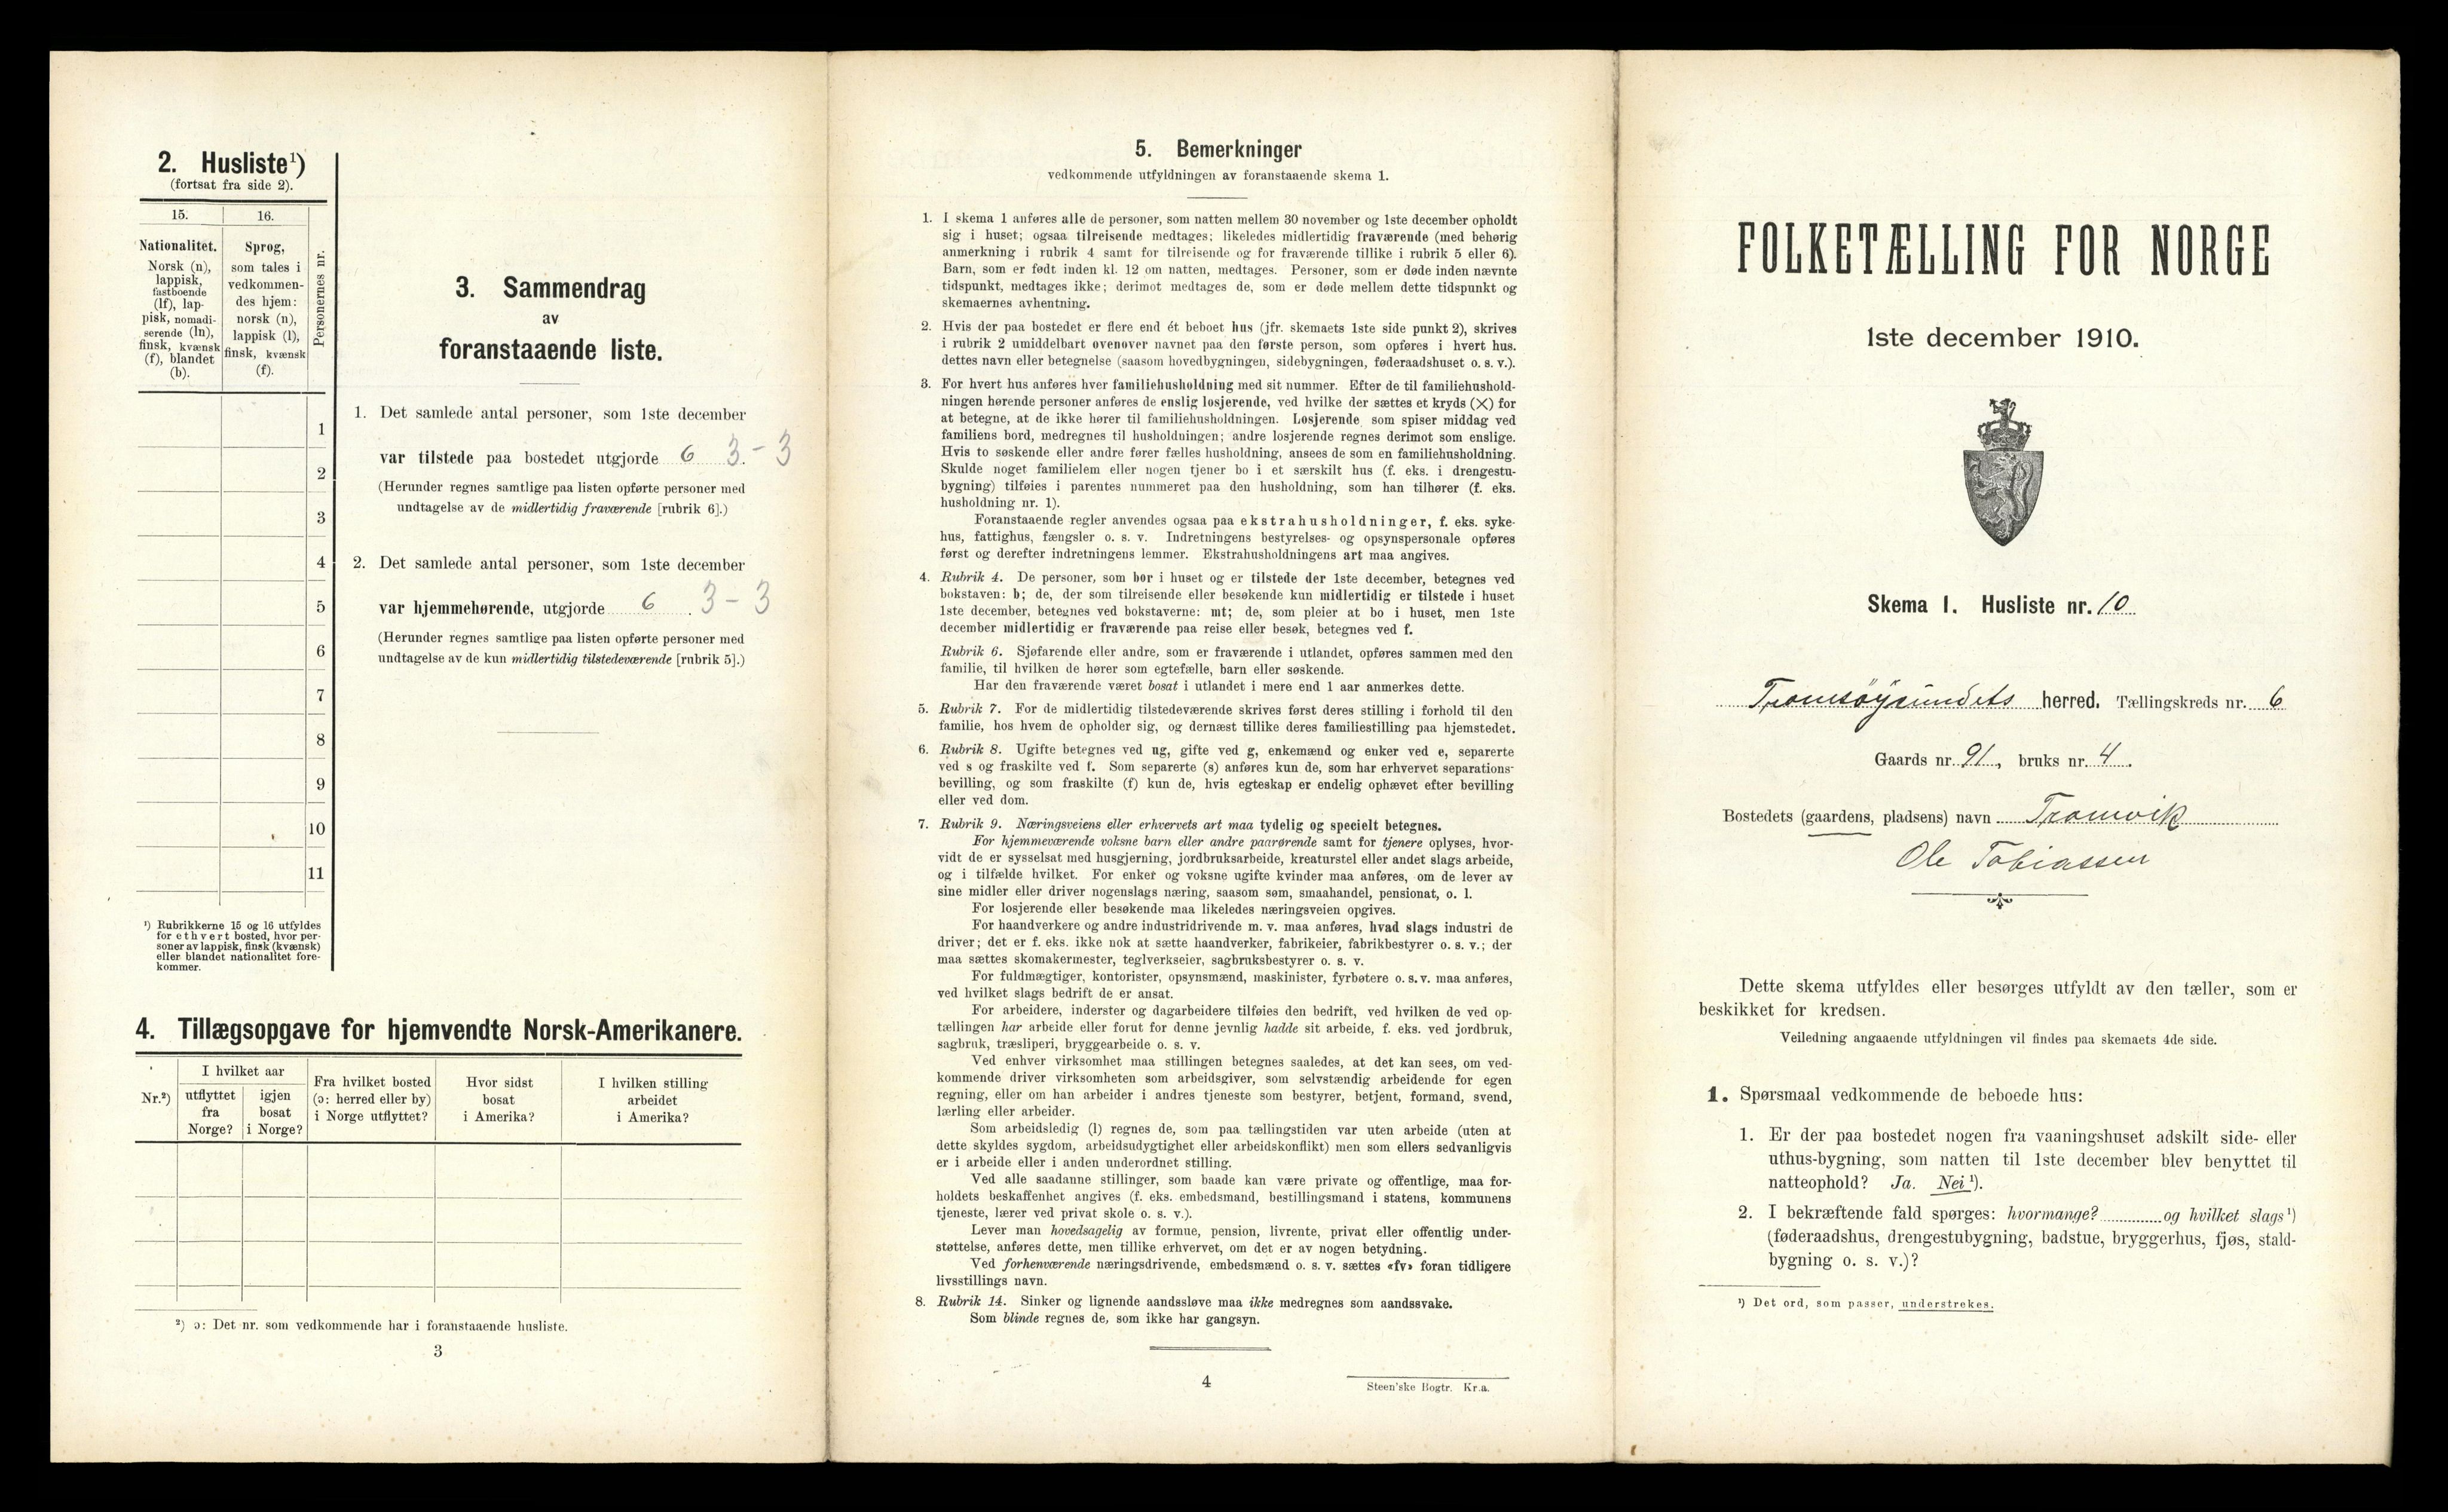 2. Husliste¹)
(fortsat fra side 2).
15.
16.
Personernes nr.
Nationalitet.
Norsk (n),
lappisk,
fastboende
(lf), lap-
pisk, nomadi-
serende (ln),
finsk, kvænsk
(f), blandet
(b).
Sprog,
som tales i
vedkommen-
des hjem:
norsk (n),
lappisk (l),
finsk, kvænsk
(f).
1
2
3
4
5
6
7
8
9
10
11
¹) Rubrikkerne 15 og 16 utfyldes
for ethvert bosted, hvor per-
soner av lappisk, finsk (kvænsk)
eller blandet nationalitet fore-
kommer.
3. Sammendrag
av
foranstaaende liste.
1. Det samlede antal personer, som 1ste december
var tilstede paa bostedet utgjorde 6 3-3
(Herunder regnes samtlige paa listen opførte personer med
undtagelse av de midlertidig fraværende [rubrik 6].)
2. Det samlede antal personer, som 1ste december
var hjemmehørende, utgjorde 6. 3-3
(Herunder regnes samtlige paa listen opførte personer med
undtagelse av de kun midlertidig tilstedeværende [rubrik 5].)
4. Tillægsopgave for hjemvendte Norsk-Amerikanere.
Nr.²)
I hvilket aar
utflyttet
fra
Norge?
igjen
bosat
i Norge?
Fra hvilket bosted
(ɔ: herred eller by)
i Norge utflyttet?
Hvor sidst
bosat
i Amerika?
I hvilken stilling
arbeidet
i Amerika?
²) ɔ: Det nr. som vedkommende har i foranstaaende husliste.
3
5. Bemerkninger
vedkommende utfyldningen av foranstaaende skema 1.
1. I skema 1 anføres alle de personer, som natten mellem 30 november og 1ste december opholdt
sig i huset; ogsaa tilreisende medtages; likeledes midlertidig fraværende (med behørig
anmerkning i rubrik 4 samt for tilreisende og for fraværende tillike i rubrik 5 eller 6).
Barn, som er født inden kl. 12 om natten, medtages. Personer, som er døde inden nævnte
tidspunkt, medtages ikke; derimot medtages de, som er døde mellem dette tidspunkt og
skemaernes avhentning.
2. Hvis der paa bostedet er flere end ét beboet hus (jfr. skemaets 1ste side punkt 2), skrives
i rubrik 2 umiddelbart ovenover navnet paa den første person, som opføres i hvert hus.
dettes navn eller betegnelse (saasom hovedbygningen, sidebygningen, føderaadshuset o. s. v.).
3. For hvert hus anføres hver familiehusholdning med sit nummer. Efter de til familiehushold-
ningen hørende personer anføres de enslig losjerende, ved hvilke der sættes et kryds (×) for
at betegne, at de ikke hører til familiehusholdningen. Losjerende som spiser middag ved
familiens bord, medregnes til husholdningen; andre losjerende regnes derimot som enslige.
Hvis to søskende eller andre fører fælles husholdning, ansees de som en familiehusholdning.
Skulde noget familielem eller nogen tjener bo i et særskilt hus (f. eks. i drengestu-
bygning) tilføies i parentes nummeret paa den husholdning, som han tilhører (f. eks.
husholdning nr. 1).
Foranstaaende regler anvendes ogsaa paa ekstrahusholdninger, f. eks. syke-
hus, fattighus, fængsler o. s. v. Indretningens bestyrelses- og opsynspersonale opføres
først og derefter indretningens lemmer. Ekstrahusholdningens art maa angives.
4. Rubrik 4. De personer, som bor i huset og er tilstede der 1ste december, betegnes ved
bokstaven: b; de, der som tilreisende eller besøkende kun midlertidig er tilstede i huset
1ste december, betegnes ved bokstaverne: mt; de, som pleier at bo i huset, men 1ste
december midlertidig er fraværende paa reise eller besøk, betegnes ved f.
Rubrik 6. Sjøfarende eller andre, som er fraværende i utlandet, opføres sammen med den
familie, til hvilken de hører som egtefælle, barn eller søskende.
Har den fraværende været bosat i utlandet i mere end 1 aar anmerkes dette.
5. Rubrik 7. For de midlertidig tilstedeværende skrives først deres stilling i forhold til den
familie, hos hvem de opholder sig, og dernæst tillike deres familiestilling paa hjemstedet.
6. Rubrik 8. Ugifte betegnes ved ug, gifte ved g, enkemænd og enker ved e, separerte
ved s og fraskilte ved f. Som separerte (s) anføres kun de, som har erhvervet separations-
bevilling, og som fraskilte (f) kun de, hvis egteskap er endelig ophævet efter bevilling
eller ved dom.
7. Rubrik 9. Næringsveiens eller erhvervets art maa tydelig og specielt betegnes.
For hjemmeværende voksne barn eller andre paarørende samt for tjenere oplyses, hvor-
vidt de er sysselsat med husgjerning, jordbruksarbeide, kreaturstel eller andet slags arbeide,
og i tilfælde hvilket. For enker og voksne ugifte kvinder maa anføres, om de lever av
sine midler eller driver nogenslags næring, saasom søm, smaahandel, pensionat, o. l.
For losjerende eller besøkende maa likeledes næringsveien opgives.
For haandverkere og andre industridrivende m. v. maa anføres, hvad slags industri de
driver; det er f. eks. ikke nok at sætte haandverker, fabrikeier, fabrikbestyrer o. s. v.; der
maa sættes skomakermester, teglverkseier, sagbruksbestyrer o. s. v.
For fuldmægtiger, kontorister, opsynsmænd, maskinister, fyrbøtere o. s. v. maa anføres,
ved hvilket slags bedrift de er ansat.
For arbeidere, inderster og dagarbeidere tilføies den bedrift, ved hvilken de ved op-
tællingen har arbeide eller forut for denne jevnlig hadde sit arbeide, f. eks. ved jordbruk,
sagbruk, træsliperi, bryggearbeide o. s. v.
Ved enhver virksomhet maa stillingen betegnes saaledes, at det kan sees, om ved-
kommende driver virksomheten som arbeidsgiver, som selvstændig arbeidende for egen
regning, eller om han arbeider i andres tjeneste som bestyrer, betjent, formand, svend,
lærling eller arbeider.
Som arbeidsledig (l) regnes de, som paa tællingstiden var uten arbeide (uten at
dette skyldes sygdom, arbeidsudygtighet eller arbeidskonflikt) men som ellers sedvanligvis
er i arbeide eller i anden underordnet stilling.
Ved alle saadanne stillinger, som baade kan være private og offentlige, maa for-
holdets beskaffenhet angives (f. eks. embedsmand, bestillingsmand i statens, kommunens
tjeneste, lærer ved privat skole o. s. v.).
Lever man hovedsagelig av formue, pension, livrente, privat eller offentlig under-
støttelse, anføres dette, men tillike erhvervet, om det er av nogen betydning.
Ved forhenværende næringsdrivende, embedsmænd o. s. v. sættes «fv» foran tidligere
livsstillings navn.
8. Rubrik 14. Sinker og lignende aandssløve maa ikke medregnes som aandssvake.
Som blinde regnes de, som ikke har gangsyn.
4
Steen'ske Bogtr. Kr.a.
FOLKETÆLLING FOR NORGE
1ste december 1910.
Skema 1. Husliste nr. 10
Tromsöysundets herred. Tællingskreds nr. 6
Gaards nr. 91, bruks nr. 4.
Bostedets (gaardens, pladsens) navn Tromvik
Ole Tobiassen
Dette skema utfyldes eller besørges utfyldt av den tæller, som er
beskikket for kredsen.
Veiledning angaaende utfyldningen vil findes paa skemaets 4de side.
1. Spørsmaal vedkommende de beboede hus:
1. Er der paa bostedet nogen fra vaaningshuset adskilt side- eller
uthus-bygning, som natten til 1ste december blev benyttet til
natteophold? Ja. Nei¹).
2. I bekræftende fald spørges: hvormange? og hvilket slags¹)
(føderaadshus, drengestubygning, badstue, bryggerhus, fjøs, stald-
bygning o. s. v.)?
¹) Det ord, som passer, understrekes.